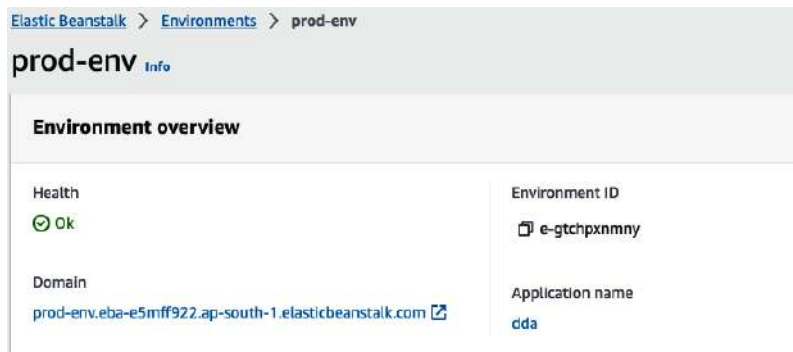 Elastic Beanstalk > Environments > prod-env
prod-env Info
Environment overview
Health
Ok
Environment ID
e-gtchpxnmny
Domain
prod-env.eba-e5mff922.ap-south-1.elasticbeanstalk.com
Application name
dda